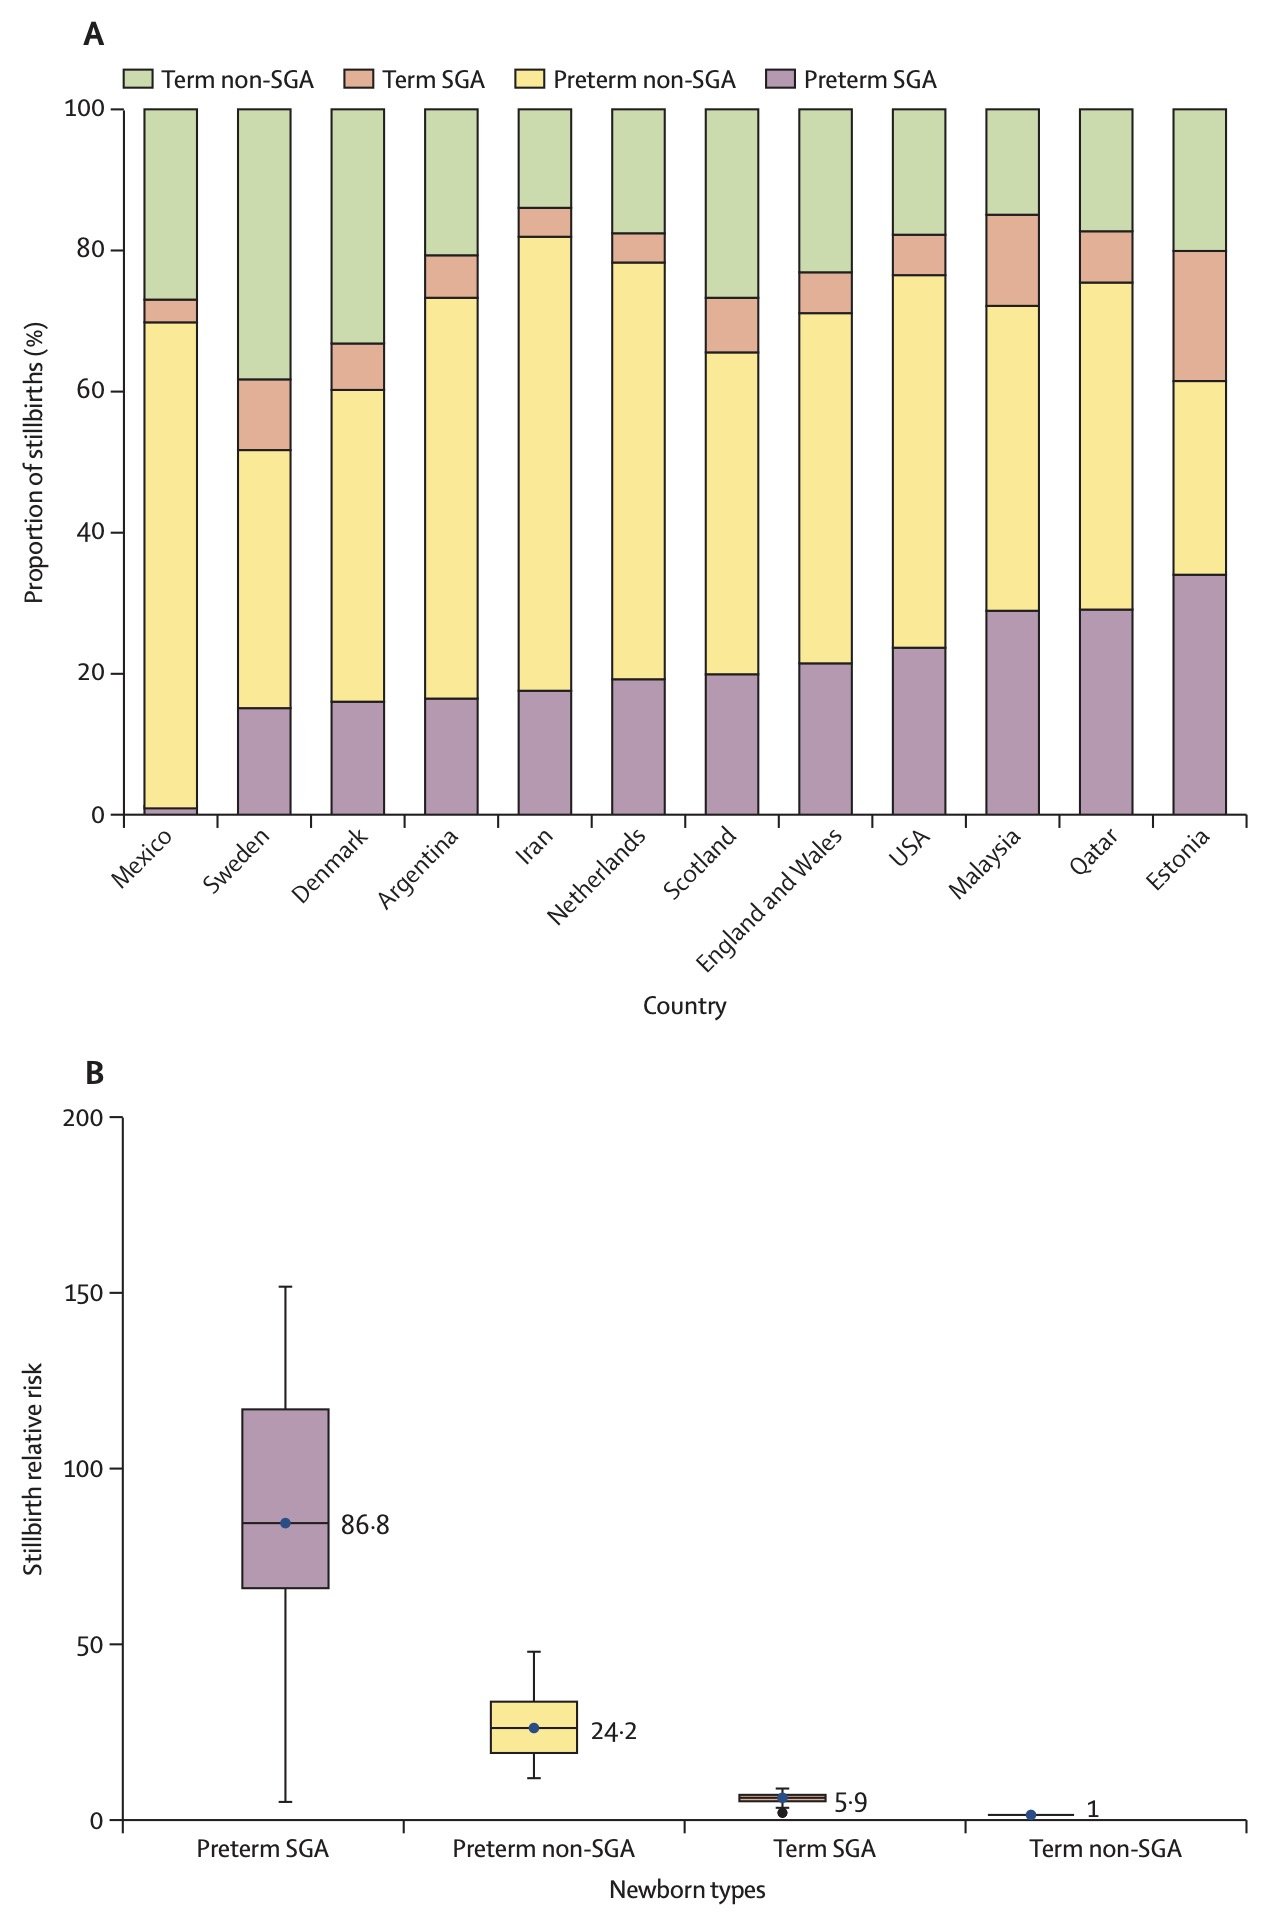 A
Term non-SGA Term SGA Preterm non-SGA Preterm SGA
100
80
60
40
20
0
Proportion of stillbirths (%)
Mexico
Sweden
Denmark
Argentina
Iran
Netherlands
Scotland
England and Wales
USA
Malaysia
Qatar
Estonia
Country
B
200
150
100
50
0
Stillbirth relative risk
86·8
24·2
5·9
1
Preterm SGA Preterm non-SGA Term SGA Term non-SGA
Newborn types